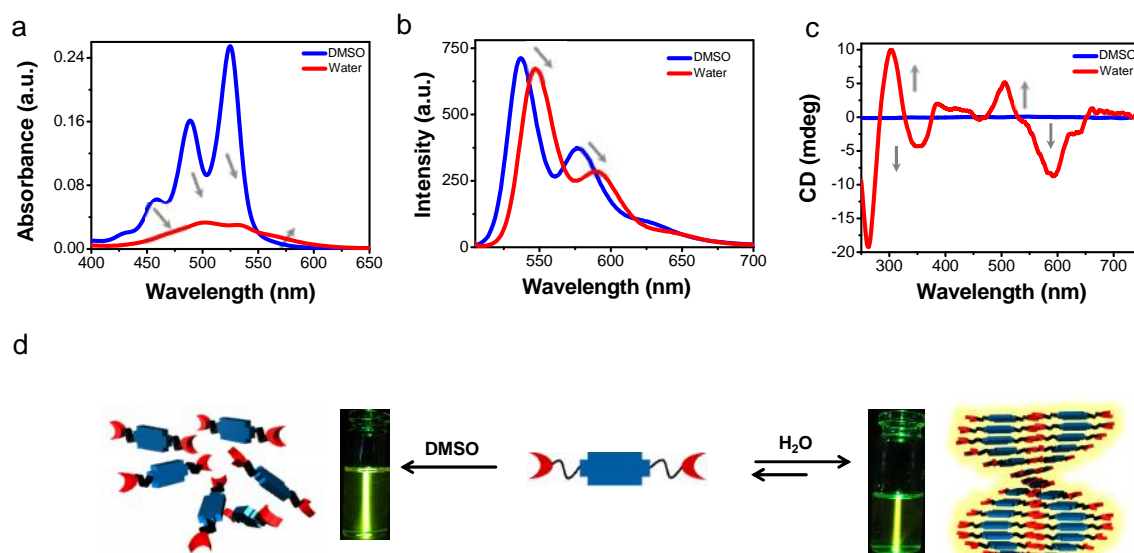 a
Absorbance (a.u.)
0.24
0.16
0.08
0.00
400 450 500 550 600 650
Wavelength (nm)
DMSO
Water
b
Intensity (a.u.)
750
500
250
0
550 600 650 700
Wavelength (nm)
DMSO
Water
c
CD (mdeg)
10
5
0
-5
-10
-15
-20
300 400 500 600 700
Wavelength (nm)
DMSO
Water
d
DMSO
H₂O